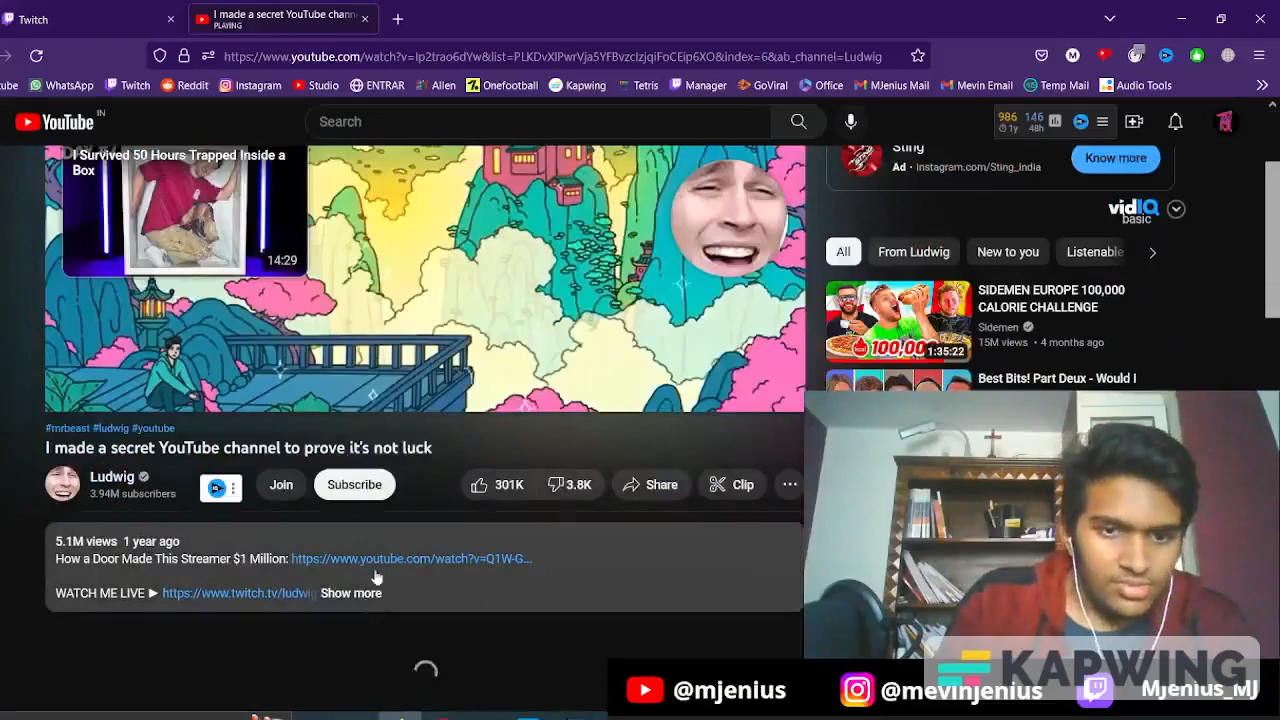 Twitch
I made a secret YouTube chann
PLAYING
https://www.youtube.com/watch?v=Ip2trao6dYw&list=PLKDvXlPwrVja5YFBvzcIzjqiFoCEip6XO&index=6&ab_channel=Ludwig
ube
WhatsApp
Twitch
Reddit
Instagram
Studio
ENTRAR
Allen
Onefootball
Kapwing
Tetris
Manager
GoViral
Office
MJenius Mail
Mevin Email
Temp Mail
Audio Tools
YouTube IN
Search
986 146
1y 48h
I Survived 50 Hours Trapped Inside a
Box
14:29
Sting
Ad • instagram.com/Sting_India
Know more
vidIQ
basic
All
From Ludwig
New to you
Listenable
SIDEMEN EUROPE 100,000
CALORIE CHALLENGE
Sidemen
15M views • 4 months ago
100,000
1:35:22
Best Bits! Part Deux - Would I
#mrbeast #ludwig #youtube
I made a secret YouTube channel to prove it's not luck
Ludwig
3.94M subscribers
Join
Subscribe
301K
3.8K
Share
Clip
5.1M views 1 year ago
How a Door Made This Streamer $1 Million: https://www.youtube.com/watch?v=Q1W-G...
WATCH ME LIVE ► https://www.twitch.tv/ludwig Show more
KAPWING
@mjenius
@mevinjenius
Mjenius_MJ